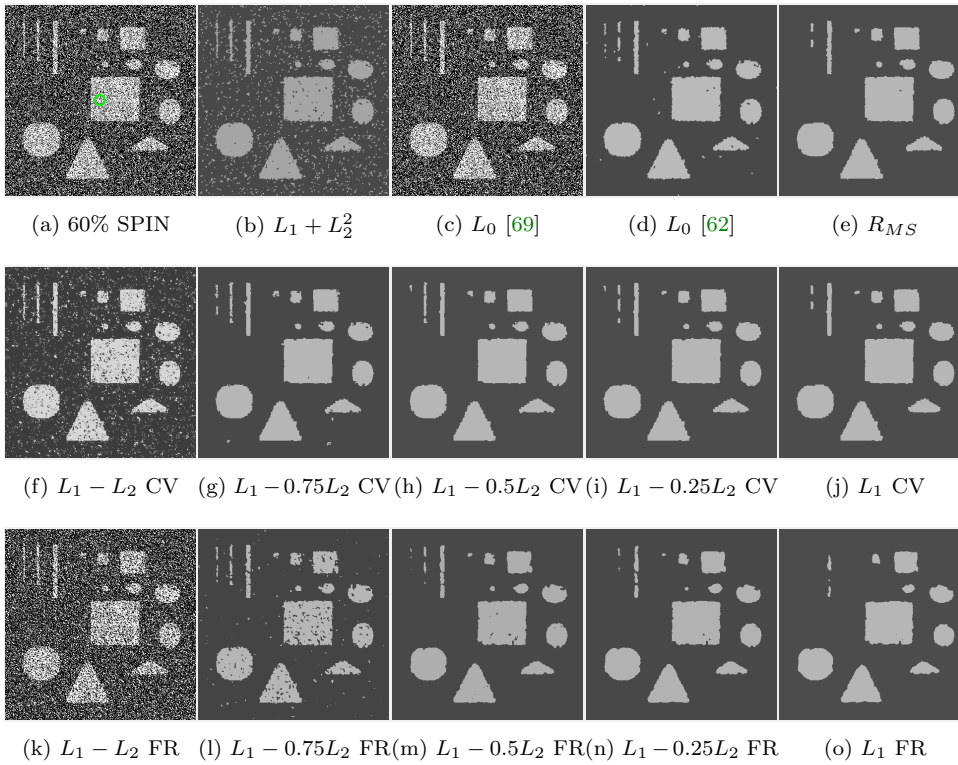 (a) 60% SPIN (b) L₁ + L₂² (c) L₀ [69] (d) L₀ [62] (e) R_MS
(f) L₁ − L₂ CV (g) L₁ − 0.75L₂ CV (h) L₁ − 0.5L₂ CV (i) L₁ − 0.25L₂ CV (j) L₁ CV
(k) L₁ − L₂ FR (l) L₁ − 0.75L₂ FR (m) L₁ − 0.5L₂ FR (n) L₁ − 0.25L₂ FR (o) L₁ FR